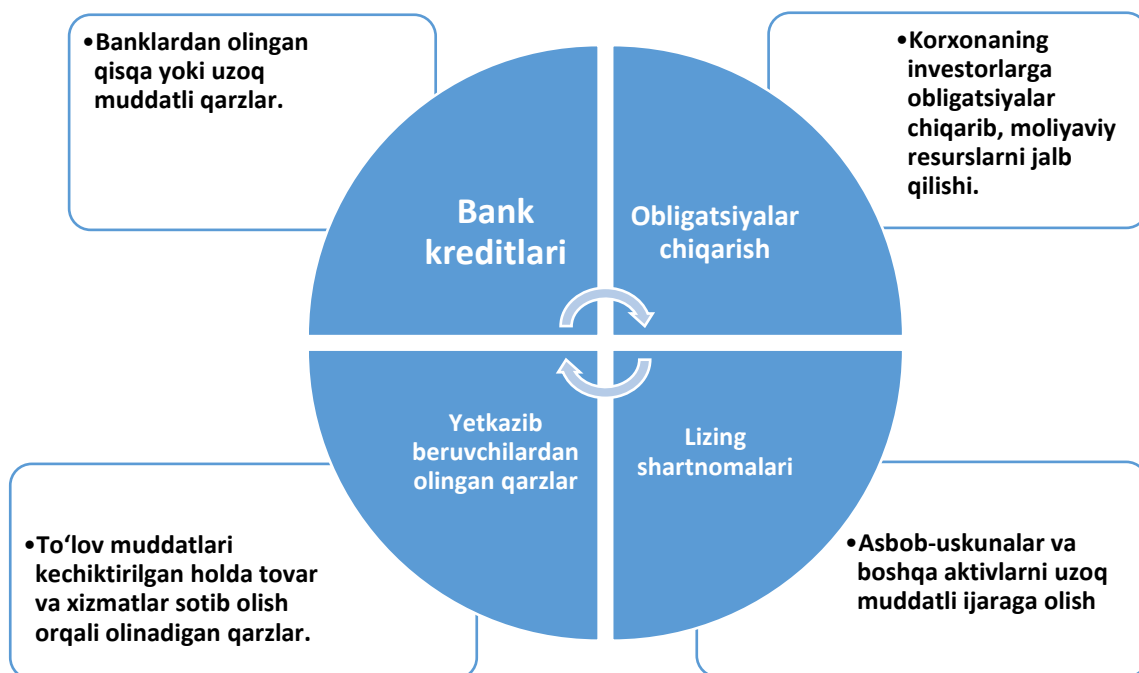 •Banklardan olingan
qisqa yoki uzoq
muddatli qarzlar.
•Korxonaning
investorlarga
obligatsiyalar
chiqarib, moliyaviy
resurslarni jalb
qilishi.
Bank
kreditlari
Obligatsiyalar
chiqarish
Yetkazib
beruvchilardan
olingan qarzlar
Lizing
shartnomalari
•To‘lov muddatlari
kechiktirilgan holda tovar
va xizmatlar sotib olish
orqali olinadigan qarzlar.
•Asbob-uskunalar va
boshqa aktivlarni uzoq
muddatli ijaraga olish